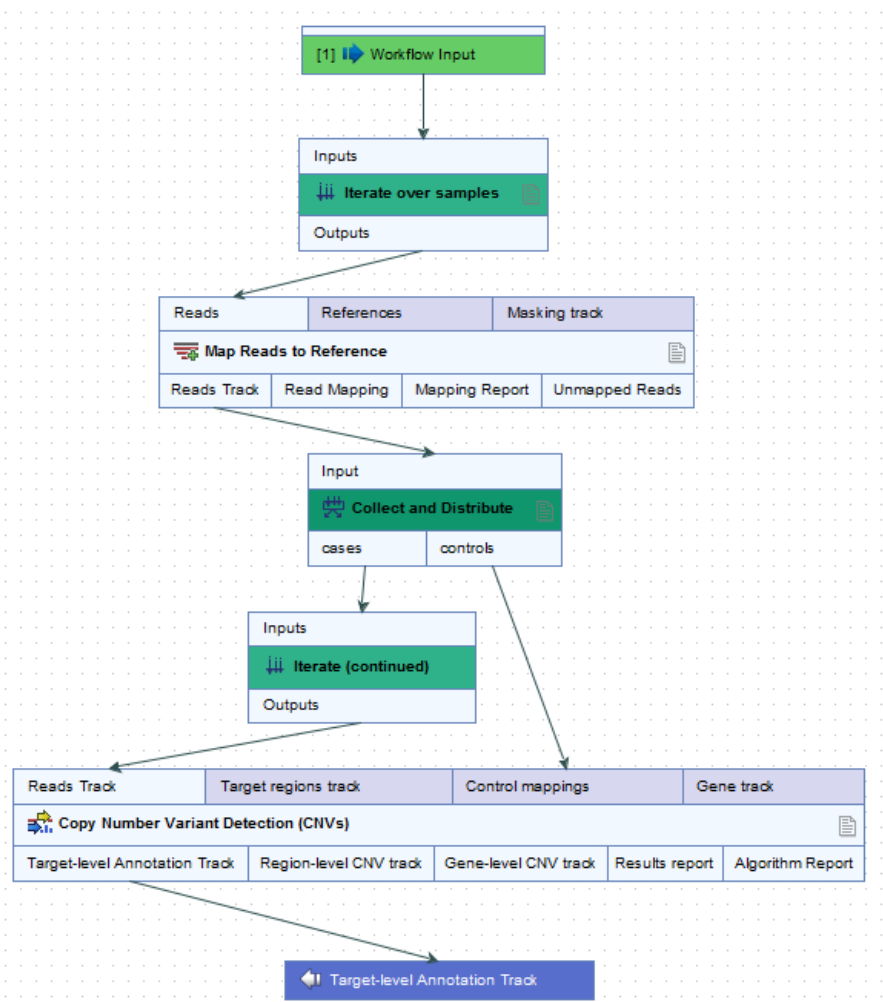 [1] Workflow Input
Inputs
Iterate over samples
Outputs
Reads References Masking track
Map Reads to Reference
Reads Track Read Mapping Mapping Report Unmapped Reads
Input
Collect and Distribute
cases controls
Inputs
Iterate (continued)
Outputs
Reads Track Target regions track Control mappings Gene track
Copy Number Variant Detection (CNVs)
Target-level Annotation Track Region-level CNV track Gene-level CNV track Results report Algorithm Report
Target-level Annotation Track